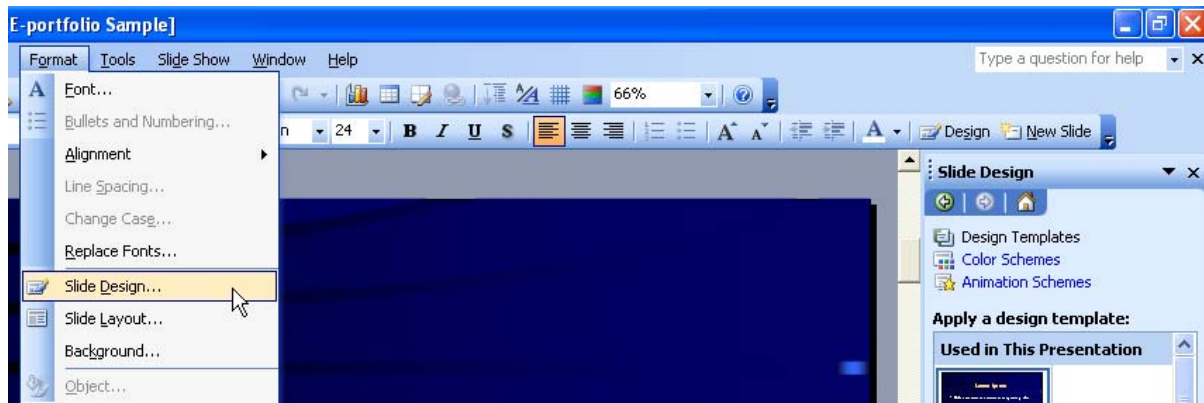 E-portfolio Sample]
Format Tools Slide Show Window Help
Type a question for help
Font...
Bullets and Numbering...
Alignment
Line Spacing...
Change Case...
Replace Fonts...
Slide Design...
Slide Layout...
Background...
Object...
66%
n 24 B I U S A A A Design New Slide
Slide Design
Design Templates
Color Schemes
Animation Schemes
Apply a design template:
Used in This Presentation